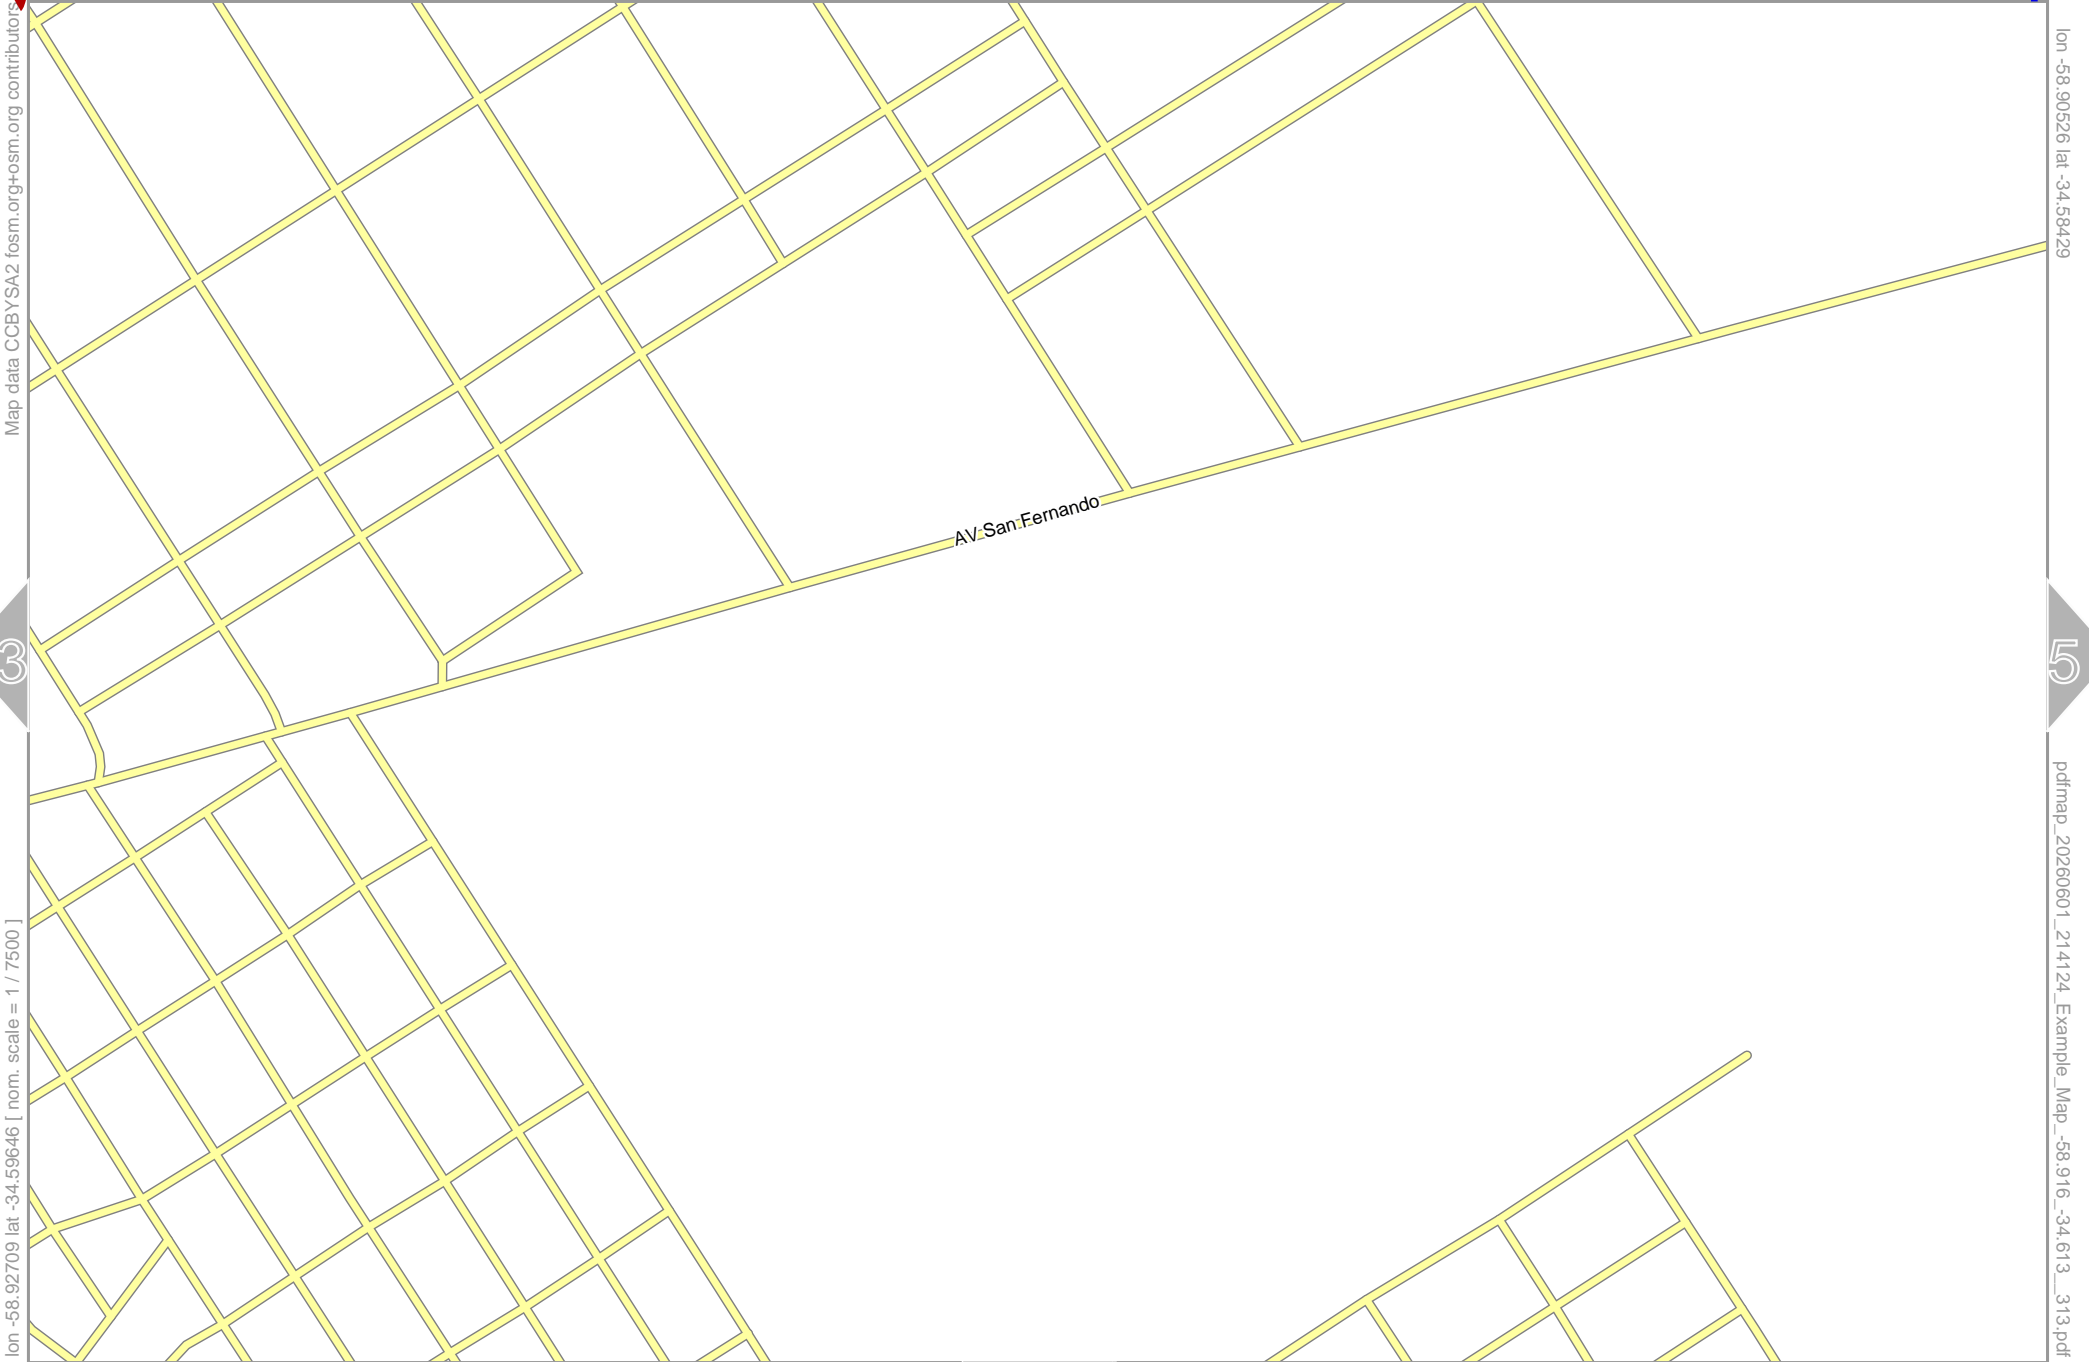 Map data CCBYSA2 fosm.org+osm.org contributors
lon -58.92709 lat -34.59646 [ nom. scale = 1 / 7500 ]
3
AV San Fernando
5
lon -58.90526 lat -34.58429
pdfmap_20260601_214124_Example_Map_-58.916_-34.613__313.pdf